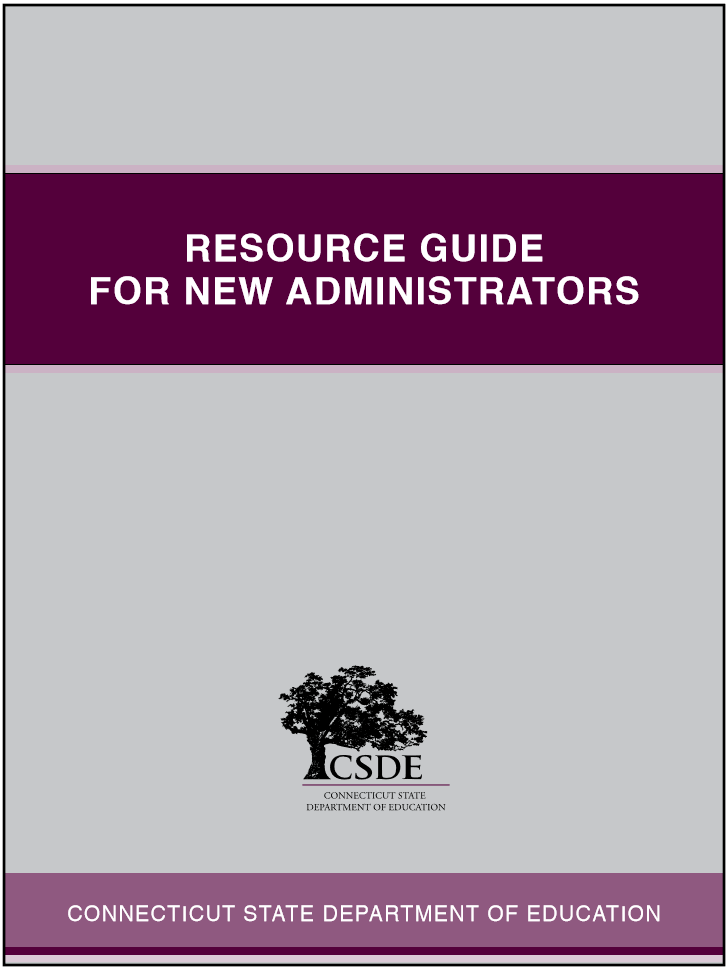 RESOURCE GUIDE
FOR NEW ADMINISTRATORS
CSDE
CONNECTICUT STATE
DEPARTMENT OF EDUCATION
CONNECTICUT STATE DEPARTMENT OF EDUCATION